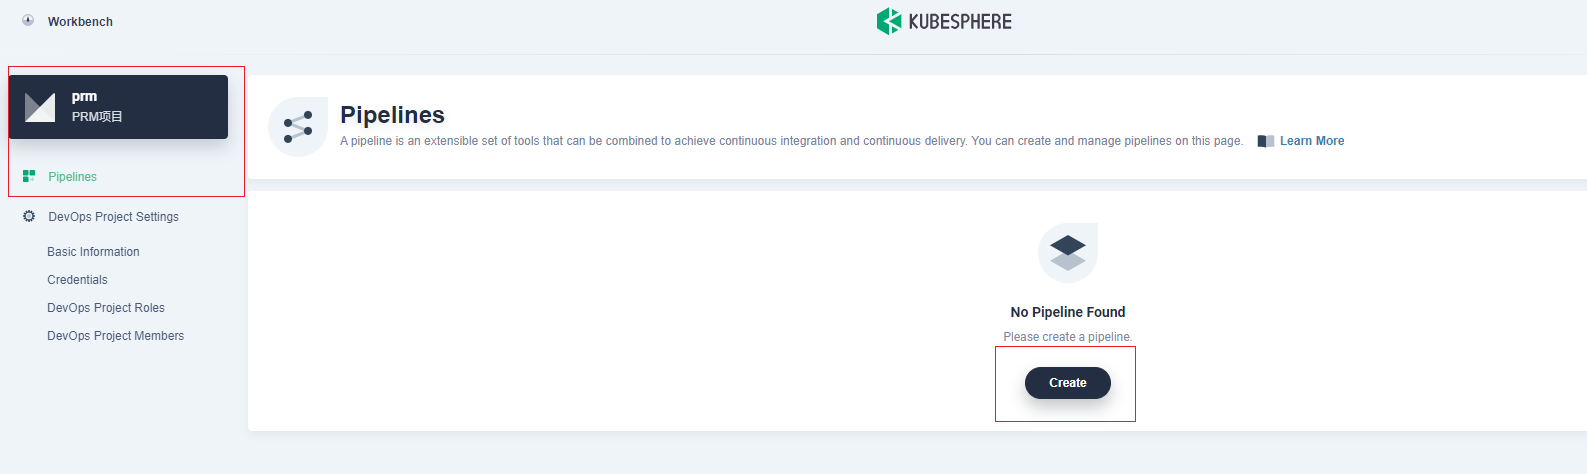 Workbench
KUBESPHERE
prm
PRM项目
Pipelines
DevOps Project Settings
Basic Information
Credentials
DevOps Project Roles
DevOps Project Members
Pipelines
A pipeline is an extensible set of tools that can be combined to achieve continuous integration and continuous delivery. You can create and manage pipelines on this page. Learn More
No Pipeline Found
Please create a pipeline.
Create